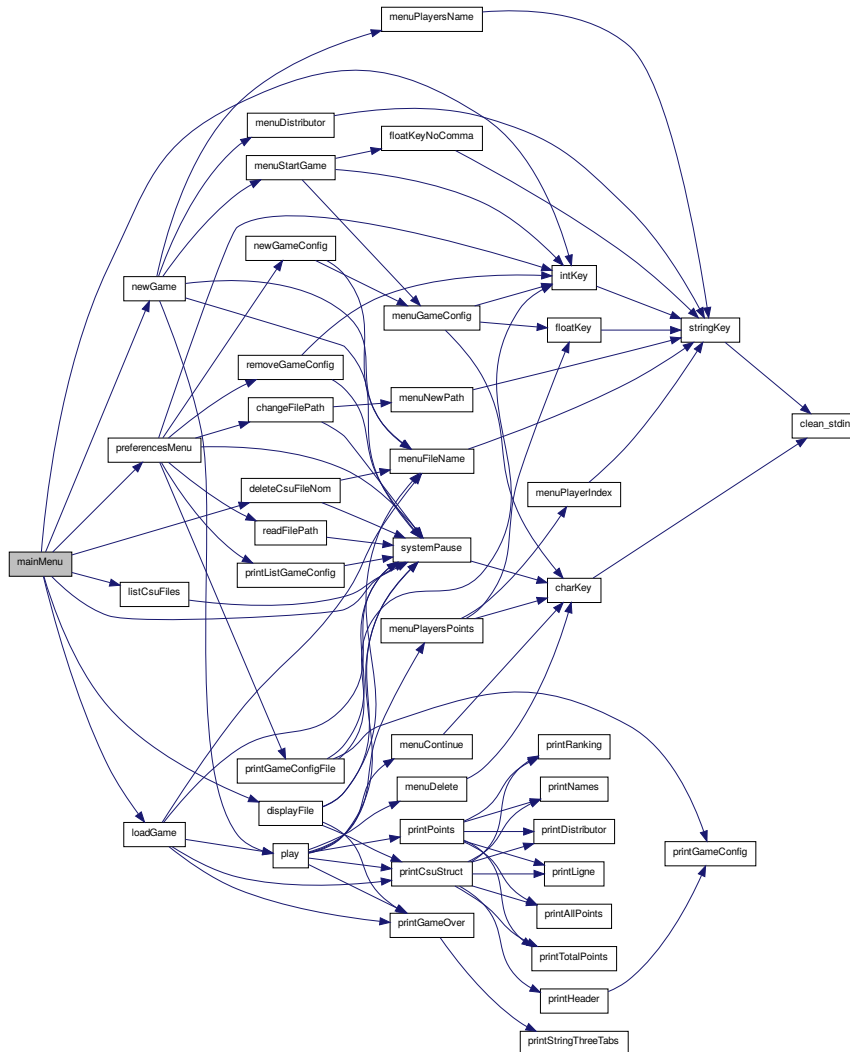 menuPlayersName
menuDistributor
floatKeyNoComma
menuStartGame
newGameConfig
newGame
intKey
menuGameConfig
floatKey
stringKey
removeGameConfig
changeFilePath
menuNewPath
clean_stdin
preferencesMenu
menuFileName
deleteCsuFileNom
menuPlayerIndex
readFilePath
systemPause
mainMenu
printListGameConfig
listCsuFiles
charKey
menuPlayersPoints
menuContinue
printRanking
printGameConfigFile
menuDelete
printNames
displayFile
loadGame
printPoints
printDistributor
play
printGameConfig
printCsuStruct
printLigne
printAllPoints
printGameOver
printTotalPoints
printHeader
printStringThreeTabs